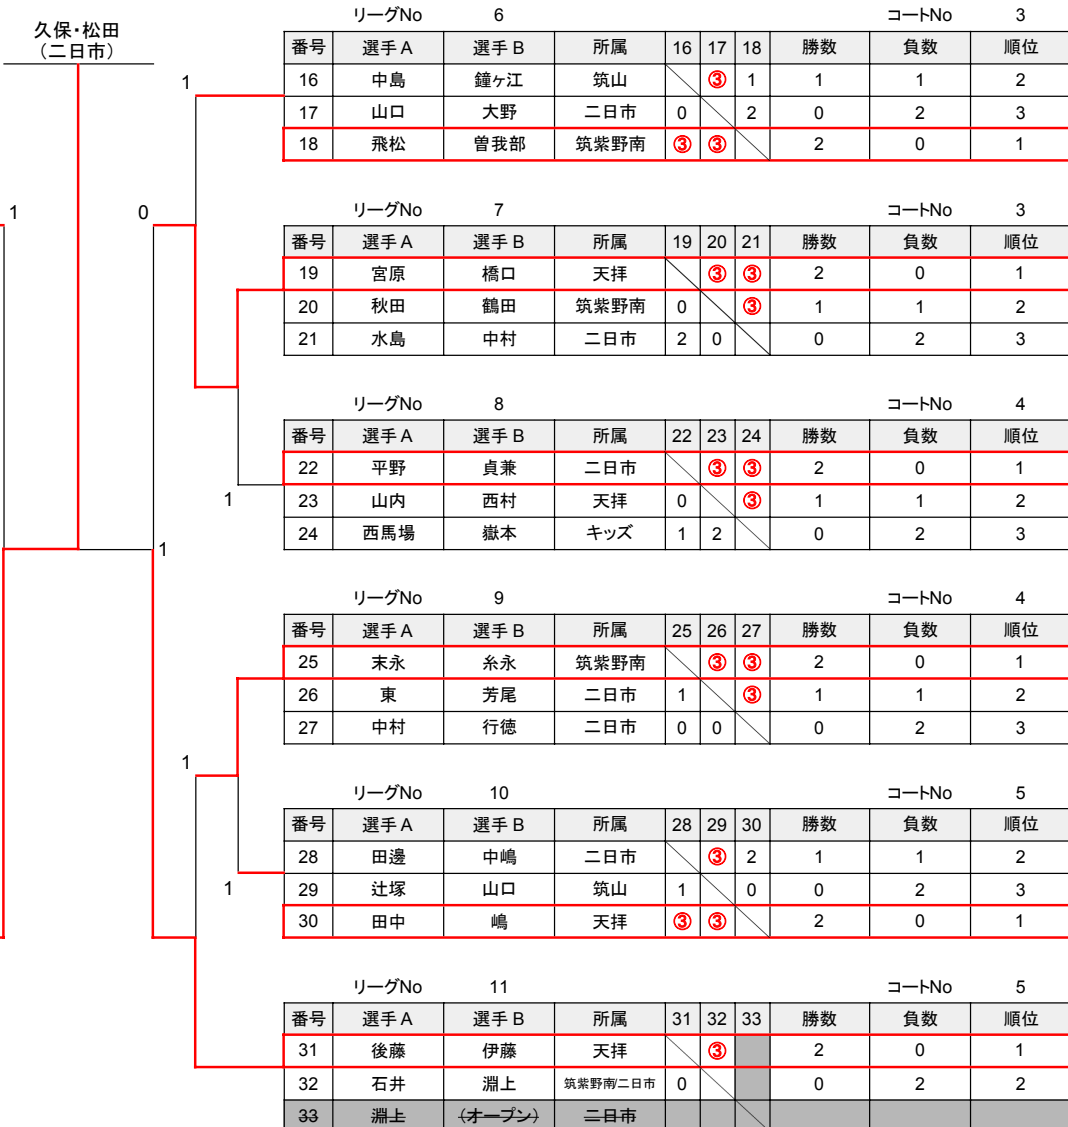 久保・松田
（二日市）
リーグNo 6 コートNo 3
番号 選手A 選手B 所属 16 17 18 勝数 負数 順位
16 中島 鐘ヶ江 筑山 ③ 1 1 1 2
17 山口 大野 二日市 0 2 0 2 3
18 飛松 曽我部 筑紫野南 ③ ③ 2 0 1
1
1
0
リーグNo 7 コートNo 3
番号 選手A 選手B 所属 19 20 21 勝数 負数 順位
19 宮原 橋口 天拝 ③ ③ 2 0 1
20 秋田 鶴田 筑紫野南 0 ③ 1 1 2
21 水島 中村 二日市 2 0 0 2 3
リーグNo 8 コートNo 4
番号 選手A 選手B 所属 22 23 24 勝数 負数 順位
22 平野 貞兼 二日市 ③ ③ 2 0 1
23 山内 西村 天拝 0 ③ 1 1 2
24 西馬場 嶽本 キッズ 1 2 0 2 3
1
1
リーグNo 9 コートNo 4
番号 選手A 選手B 所属 25 26 27 勝数 負数 順位
25 末永 糸永 筑紫野南 ③ ③ 2 0 1
26 東 芳尾 二日市 1 ③ 1 1 2
27 中村 行徳 二日市 0 0 0 2 3
1
リーグNo 10 コートNo 5
番号 選手A 選手B 所属 28 29 30 勝数 負数 順位
28 田邊 中嶋 二日市 ③ 2 1 1 2
29 辻塚 山口 筑山 1 0 0 2 3
30 田中 嶋 天拝 ③ ③ 2 0 1
1
リーグNo 11 コートNo 5
番号 選手A 選手B 所属 31 32 33 勝数 負数 順位
31 後藤 伊藤 天拝 ③ 2 0 1
32 石井 淵上 筑紫野南/二日市 0 0 2 2
33 淵上 （オープン） 二日市